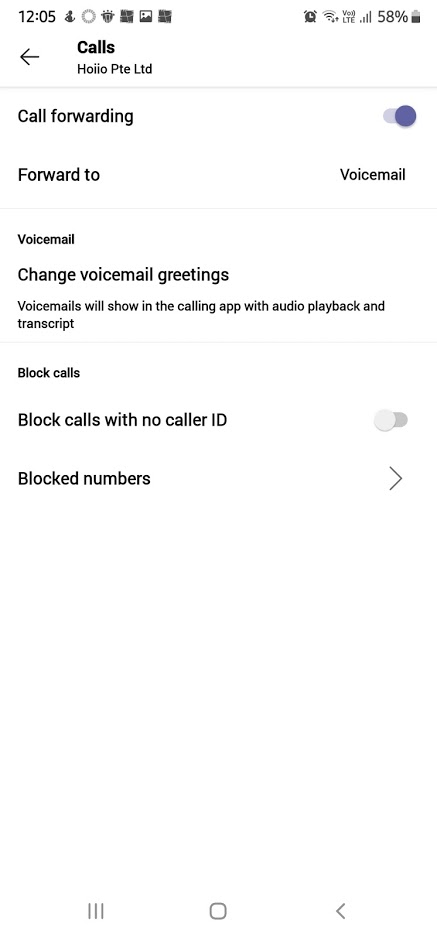 12:05
Vo) LTE
58%
Calls
Hoiio Pte Ltd
Call forwarding
Forward to
Voicemail
Voicemail
Change voicemail greetings
Voicemails will show in the calling app with audio playback and
transcript
Block calls
Block calls with no caller ID
Blocked numbers